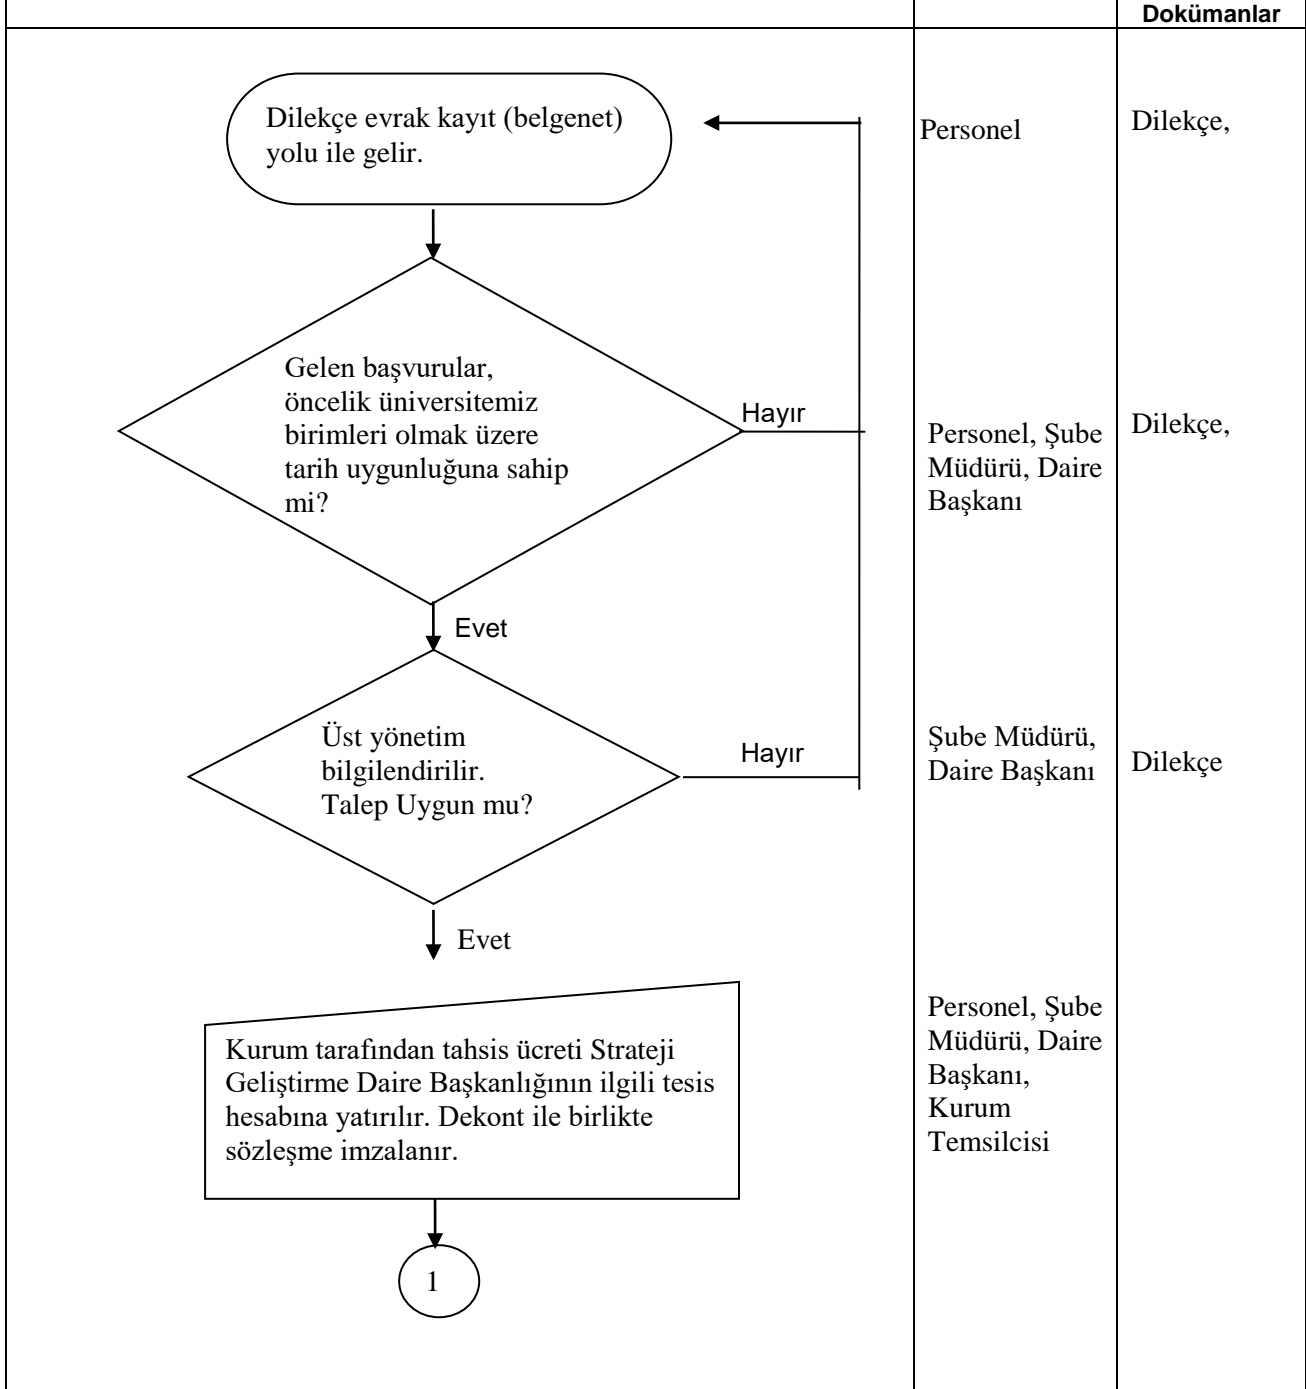 Dokümanlar
Dilekçe evrak kayıt (belgenet)
yolu ile gelir.
Personel
Dilekçe,
Gelen başvurular,
öncelik üniversitemiz
birimleri olmak üzere
tarih uygunluğuna sahip
mi?
Hayır
Personel, Şube
Müdürü, Daire
Başkanı
Dilekçe,
Evet
Üst yönetim
bilgilendirilir.
Talep Uygun mu?
Hayır
Şube Müdürü,
Daire Başkanı
Dilekçe
Evet
Kurum tarafından tahsis ücreti Strateji
Geliştirme Daire Başkanlığının ilgili tesis
hesabına yatırılır. Dekont ile birlikte
sözleşme imzalanır.
Personel, Şube
Müdürü, Daire
Başkanı,
Kurum
Temsilcisi
1